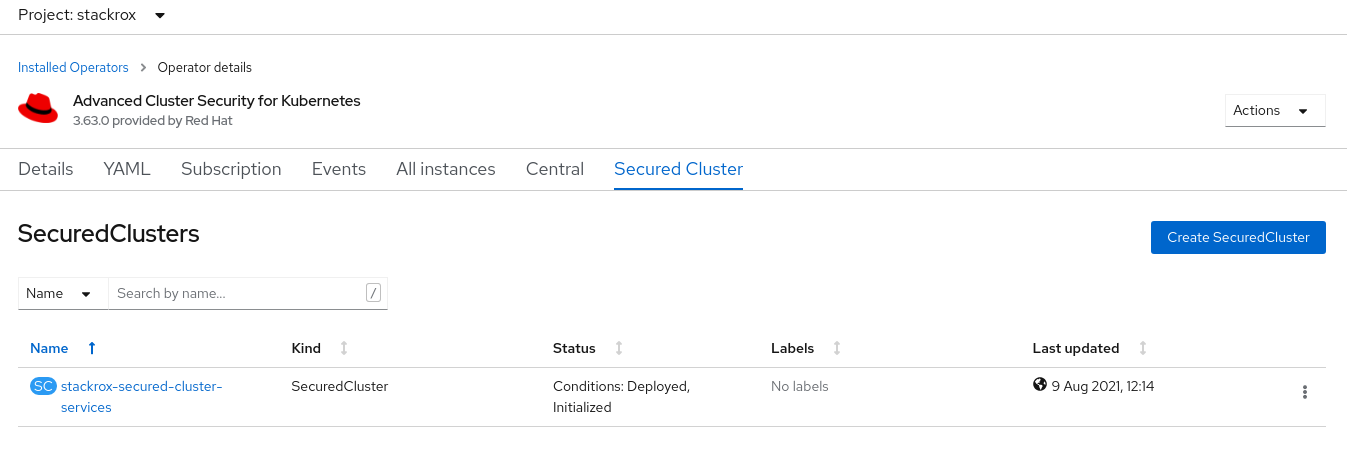 Project: stackrox
Installed Operators > Operator details
Advanced Cluster Security for Kubernetes
3.63.0 provided by Red Hat
Actions
Details YAML Subscription Events All instances Central Secured Cluster
SecuredClusters
Create SecuredCluster
Name Search by name... /
Name Kind Status Labels Last updated
SC stackrox-secured-cluster- SecuredCluster Conditions: Deployed, No labels 9 Aug 2021, 12:14
services Initialized